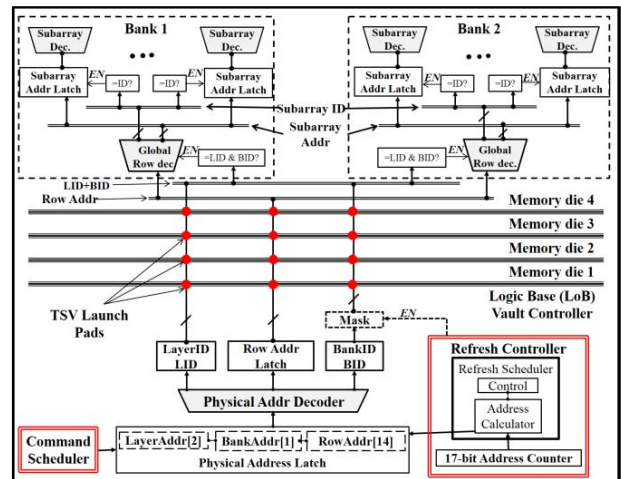 Bank 1
Subarray
Dec.
Subarray
Dec.
Subarray
Addr Latch
EN
=ID?
=ID?
EN
Subarray
Addr Latch
Global
Row dec.
EN
=LID & BID?
Bank 2
Subarray
Dec.
Subarray
Dec.
Subarray
Addr Latch
EN
=ID?
=ID?
EN
Subarray
Addr Latch
=LID & BID?
EN
Global
Row dec.
Subarray ID
Subarray
Addr
LID+BID
Row Addr
Memory die 4
Memory die 3
Memory die 2
Memory die 1
TSV Launch
Pads
Logic Base (LoB)
Vault Controller
Mask
EN
LayerID
LID
Row Addr
Latch
BankID
BID
Physical Addr Decoder
Refresh Controller
Refresh Scheduler
Control
Address
Calculator
17-bit Address Counter
Command
Scheduler
LayerAddr[2]
BankAddr[1]
RowAddr[14]
Physical Address Latch